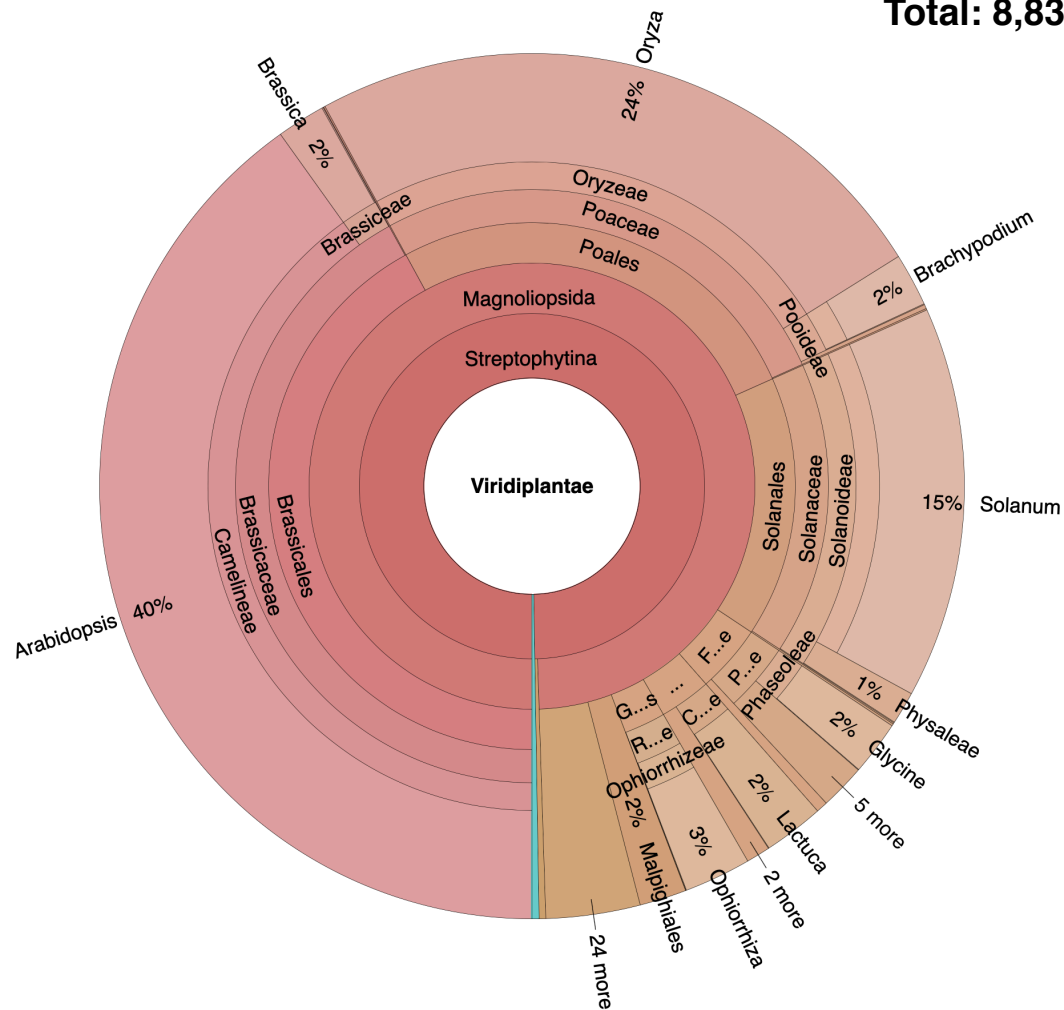 Total: 8,83
Oryza
24%
Brassica
2%
Oryzeae
Poaceae
Poales
Brassiceae
Magnoliopsida
Streptophytina
Viridiplantae
Brachypodium
2%
Pooideae
Solanales
Solanaceae
Solanoideae
15%
Solanum
Brassicales
Brassicaceae
Camelineae
Arabidopsis
40%
F...e
P...e
Phaseoleae
1%
Physaleae
2%
Glycine
5 more
...
C...e
2%
Lactuca
G...s
R...e
Ophiorrhizeae
3%
Ophiorrhiza
2 more
2%
Malpighiales
24 more